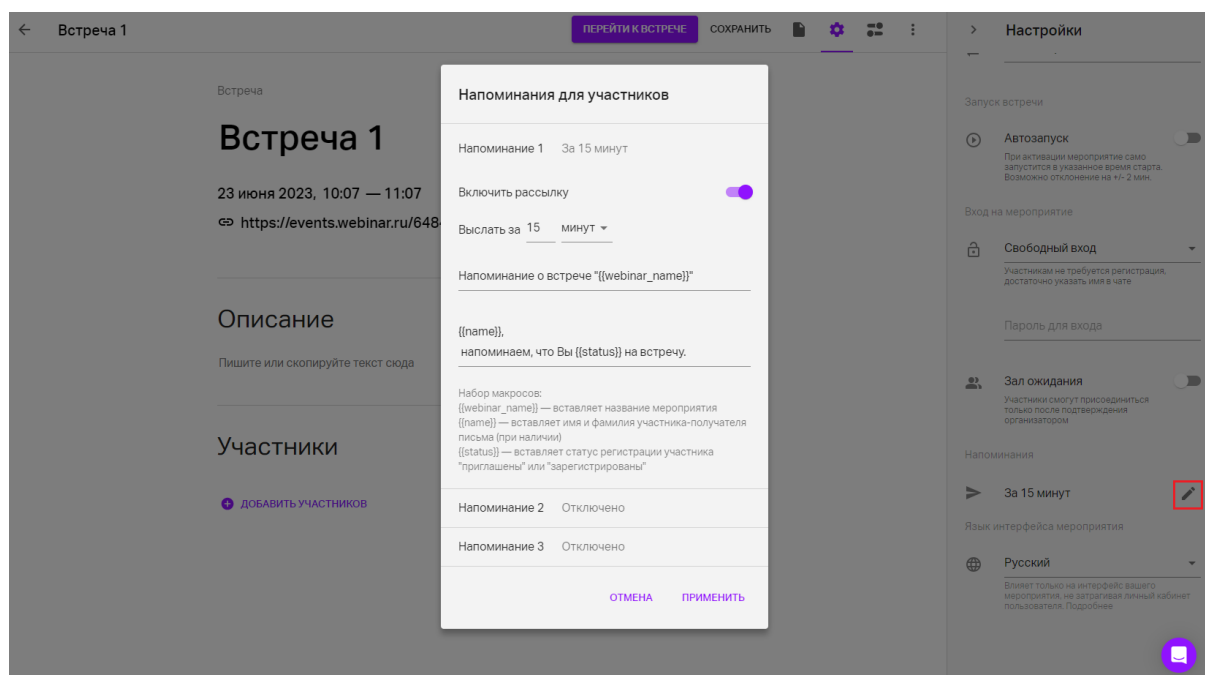 Встреча 1
ПЕРЕЙТИ К ВСТРЕЧЕ
СОХРАНИТЬ
Встреча
Встреча 1
23 июня 2023, 10:07 — 11:07
https://events.webinar.ru/648
Описание
Пишите или скопируйте текст сюда
Участники
ДОБАВИТЬ УЧАСТНИКОВ
Напоминания для участников
Напоминание 1 За 15 минут
Включить рассылку
Выслать за 15 минут
Напоминание о встрече "{{webinar_name}}"
{{name}},
напоминаем, что Вы {{status}} на встречу.
Набор макросов:
{{webinar_name}} — вставляет название мероприятия
{{name}} — вставляет имя и фамилия участника-получателя
письма (при наличии)
{{status}} — вставляет статус регистрации участника
"приглашены" или "зарегистрированы"
Напоминание 2 Отключено
Напоминание 3 Отключено
ОТМЕНА ПРИМЕНИТЬ
Настройки
Запуск встречи
Автозапуск
При активации мероприятие само
запустится в указанное время старта.
Возможно отклонение на +/- 2 мин.
Вход на мероприятие
Свободный вход
Участникам не требуется регистрация,
достаточно указать имя в чате
Пароль для входа
Зал ожидания
Участники смогут присоединиться
только после подтверждения
организатором
Напоминания
За 15 минут
Язык интерфейса мероприятия
Русский
Влияет только на интерфейс вашего
мероприятия, не затрагивая личный кабинет
пользователя. Подробнее